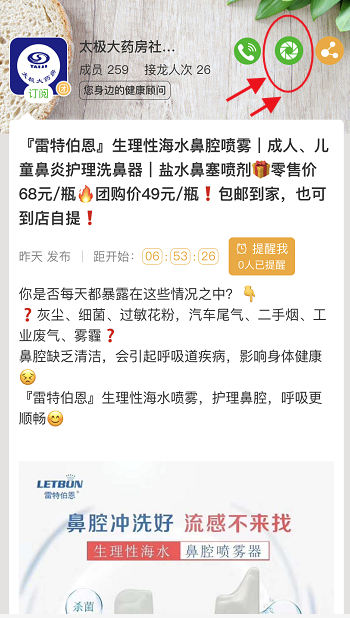 太极大药房社...
成员 259 接龙人次 26
您身边的健康顾问
TAIJI
太极大药房
订阅
团
『雷特伯恩』生理性海水鼻腔喷雾｜成人、儿
童鼻炎护理洗鼻器｜盐水鼻塞喷剂🎁零售价
68元/瓶🔥团购价49元/瓶❗包邮到家，也可
到店自提❗
昨天 发布 ｜ 距开始： 06 : 53 : 26
提醒我
0人已提醒
你是否每天都暴露在这些情况之中？👇
❓灰尘、细菌、过敏花粉，汽车尾气、二手烟、工
业废气、雾霾❓
鼻腔缺乏清洁，会引起呼吸道疾病，影响身体健康
😣
『雷特伯恩』生理性海水喷雾，护理鼻腔，呼吸更
顺畅😊
LETBON
雷特伯恩®
鼻腔冲洗好 流感不来找
生理性海水 鼻腔喷雾器
杀菌